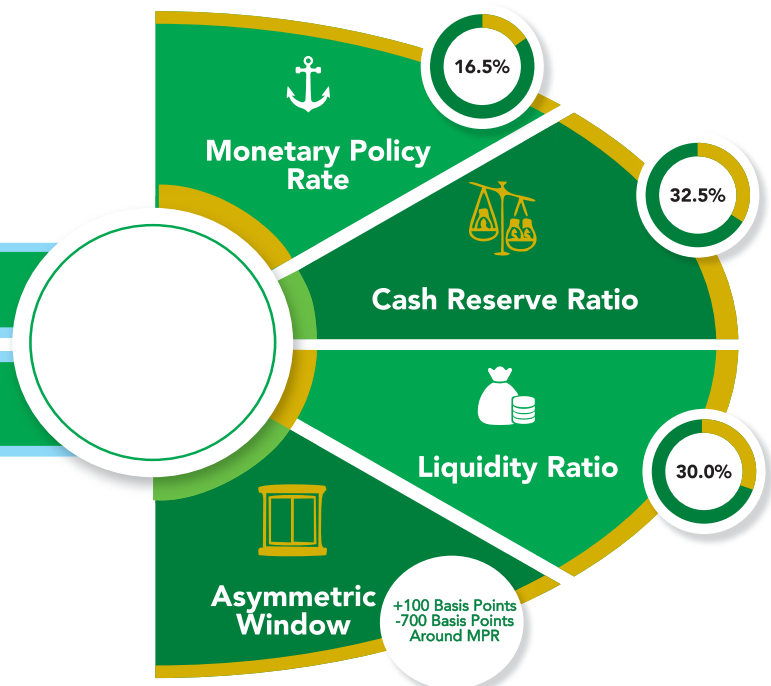 16.5%
Monetary Policy
Rate
32.5%
Cash Reserve Ratio
Liquidity Ratio
30.0%
Asymmetric
Window
+100 Basis Points
-700 Basis Points
Around MPR